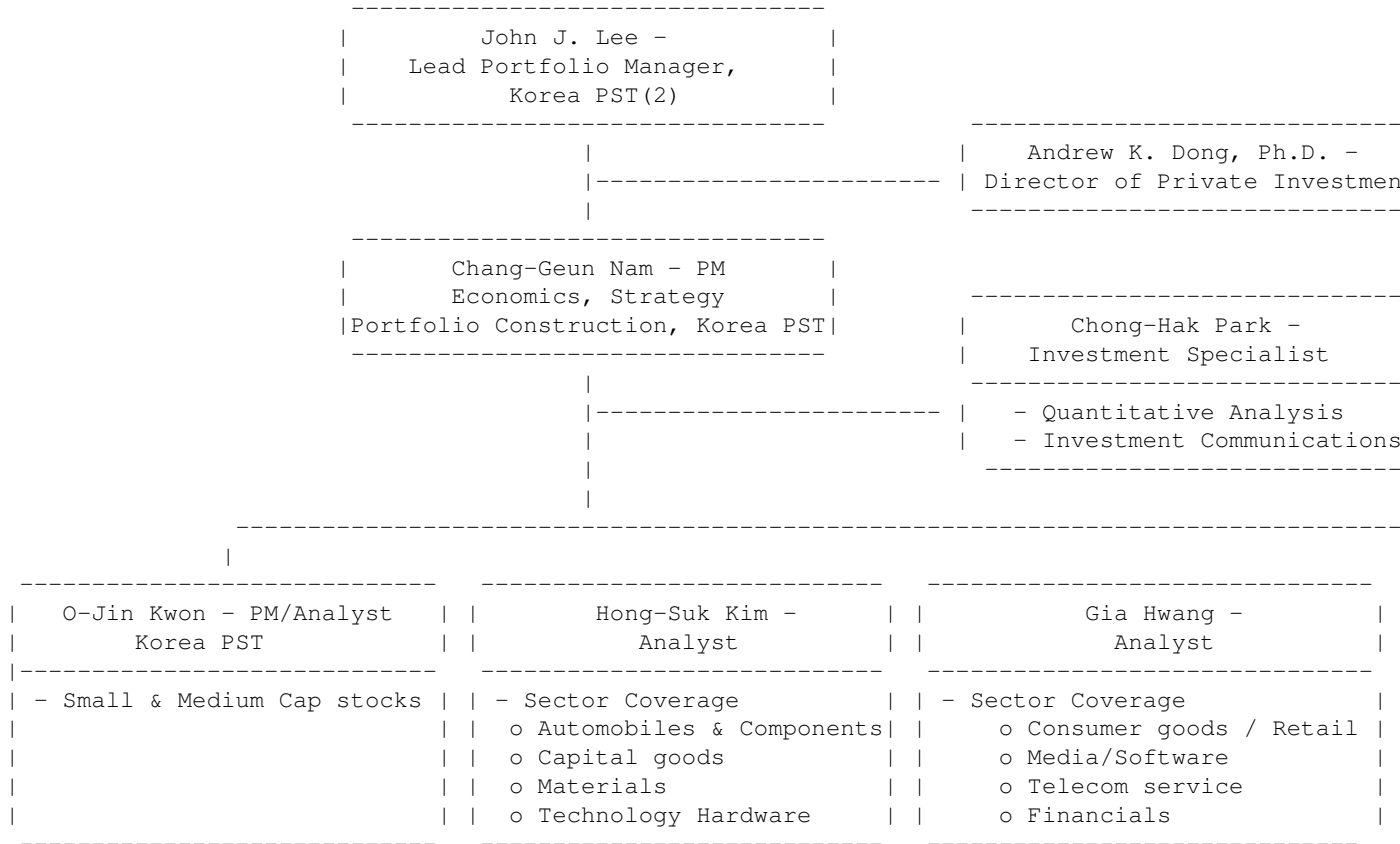 John J. Lee -
Lead Portfolio Manager,
Korea PST(2)
Andrew K. Dong, Ph.D. -
Director of Private Investmen
Chang-Geun Nam - PM
Economics, Strategy
Portfolio Construction, Korea PST
Chong-Hak Park -
Investment Specialist
- Quantitative Analysis
- Investment Communications
O-Jin Kwon - PM/Analyst
Korea PST
- Small & Medium Cap stocks
Hong-Suk Kim -
Analyst
- Sector Coverage
o Automobiles & Components
o Capital goods
o Materials
o Technology Hardware
Gia Hwang -
Analyst
- Sector Coverage
o Consumer goods / Retail
o Media/Software
o Telecom service
o Financials